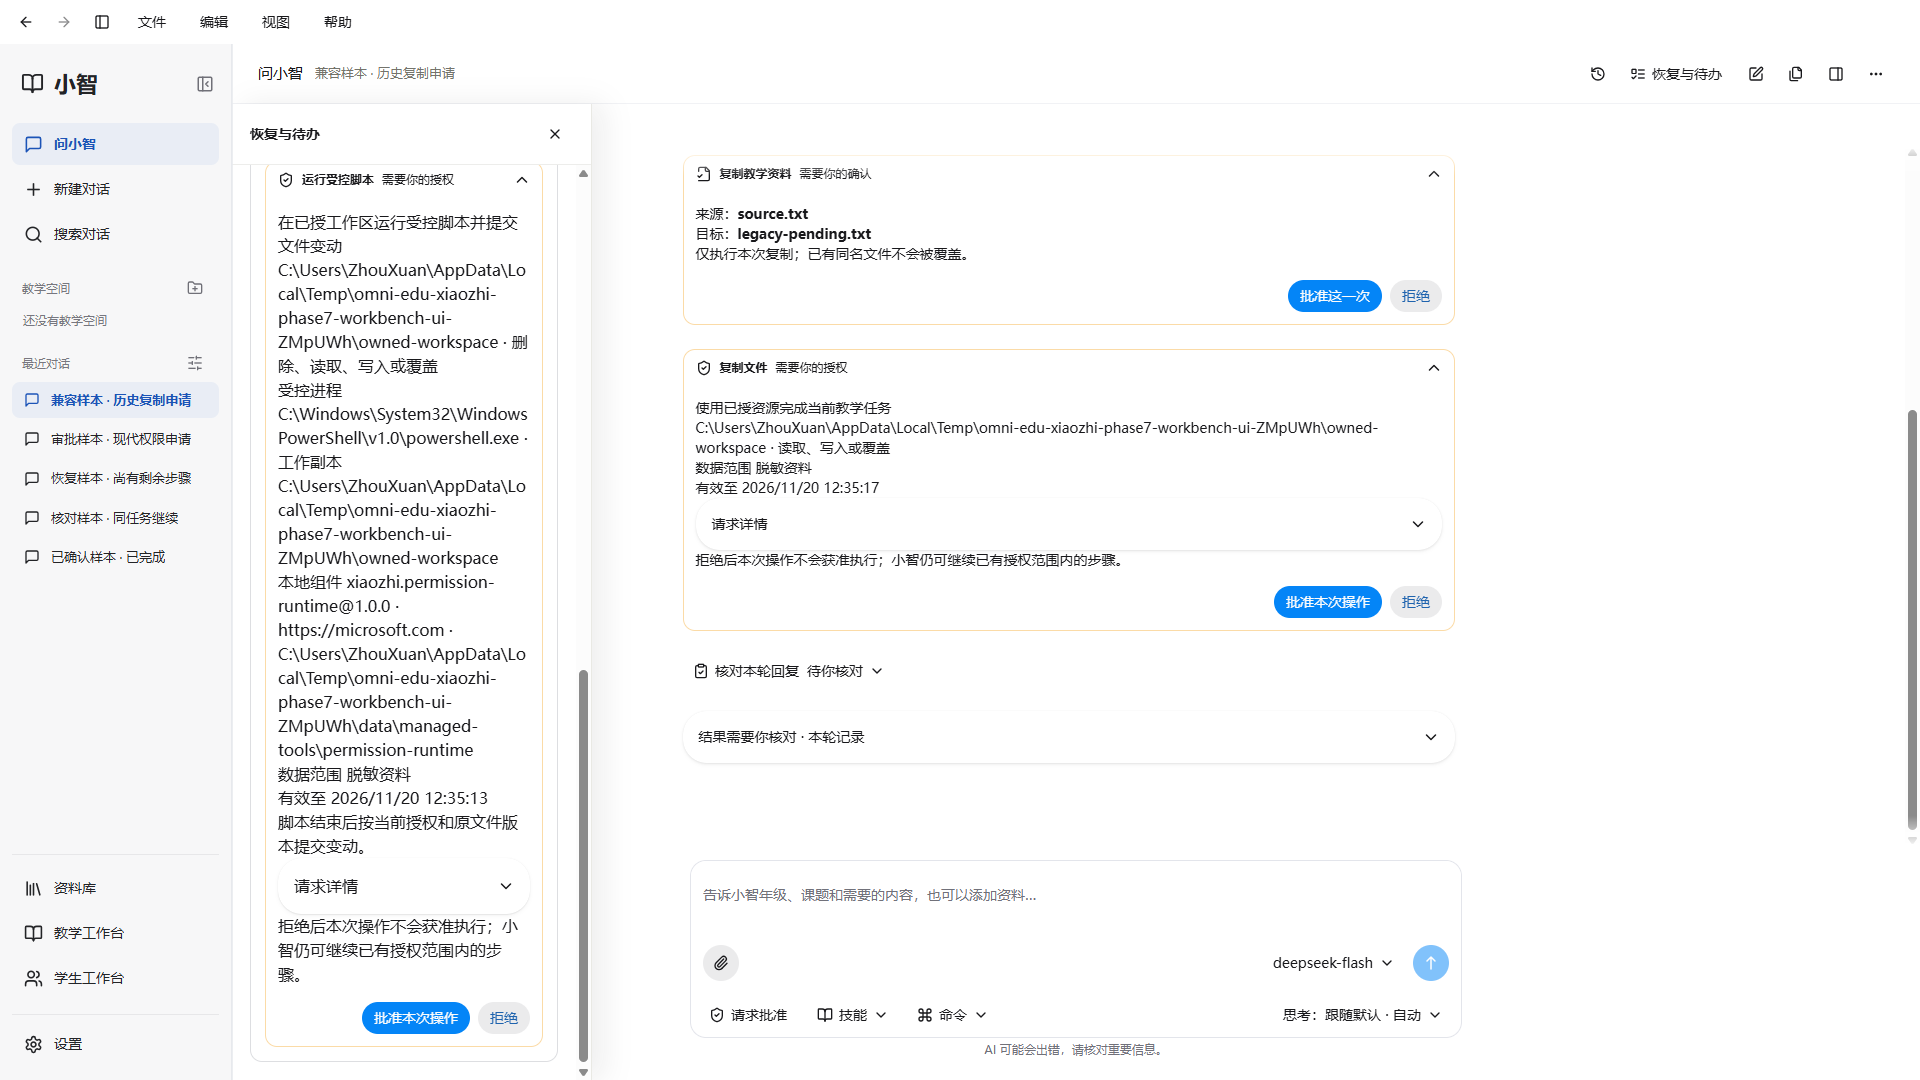 文件 编辑 视图 帮助
小智
问小智
新建对话
搜索对话
教学空间
还没有教学空间
最近对话
兼容样本 · 历史复制申请
审批样本 · 现代权限申请
恢复样本 · 尚有剩余步骤
核对样本 · 同任务继续
已确认样本 · 已完成
资料库
教学工作台
学生工作台
设置
问小智 兼容样本 · 历史复制申请
恢复与待办
恢复与待办
运行受控脚本 需要你的授权
在已授工作区运行受控脚本并提交
文件变动
C:\Users\ZhouXuan\AppData\Lo
cal\Temp\omni-edu-xiaozhi-
phase7-workbench-ui-
ZMpUWh\owned-workspace · 删
除、读取、写入或覆盖
受控进程
C:\Windows\System32\Windows
PowerShell\v1.0\powershell.exe ·
工作副本
C:\Users\ZhouXuan\AppData\Lo
cal\Temp\omni-edu-xiaozhi-
phase7-workbench-ui-
ZMpUWh\owned-workspace
本地组件 xiaozhi.permission-
runtime@1.0.0 ·
https://microsoft.com ·
C:\Users\ZhouXuan\AppData\Lo
cal\Temp\omni-edu-xiaozhi-
phase7-workbench-ui-
ZMpUWh\data\managed-
tools\permission-runtime
数据范围 脱敏资料
有效至 2026/11/20 12:35:13
脚本结束后按当前授权和原文件版
本提交变动。
请求详情
拒绝后本次操作不会获准执行；小
智仍可继续已有授权范围内的步
骤。
批准本次操作 拒绝
复制教学资料 需要你的确认
来源：source.txt
目标：legacy-pending.txt
仅执行本次复制；已有同名文件不会被覆盖。
批准这一次 拒绝
复制文件 需要你的授权
使用已授资源完成当前教学任务
C:\Users\ZhouXuan\AppData\Local\Temp\omni-edu-xiaozhi-phase7-workbench-ui-ZMpUWh\owned-
workspace · 读取、写入或覆盖
数据范围 脱敏资料
有效至 2026/11/20 12:35:17
请求详情
拒绝后本次操作不会获准执行；小智仍可继续已有授权范围内的步骤。
批准本次操作 拒绝
核对本轮回复 待你核对
结果需要你核对 · 本轮记录
告诉小智年级、课题和需要的内容，也可以添加资料...
deepseek-flash
请求批准 技能 命令 思考：跟随默认 · 自动
AI 可能会出错，请核对重要信息。